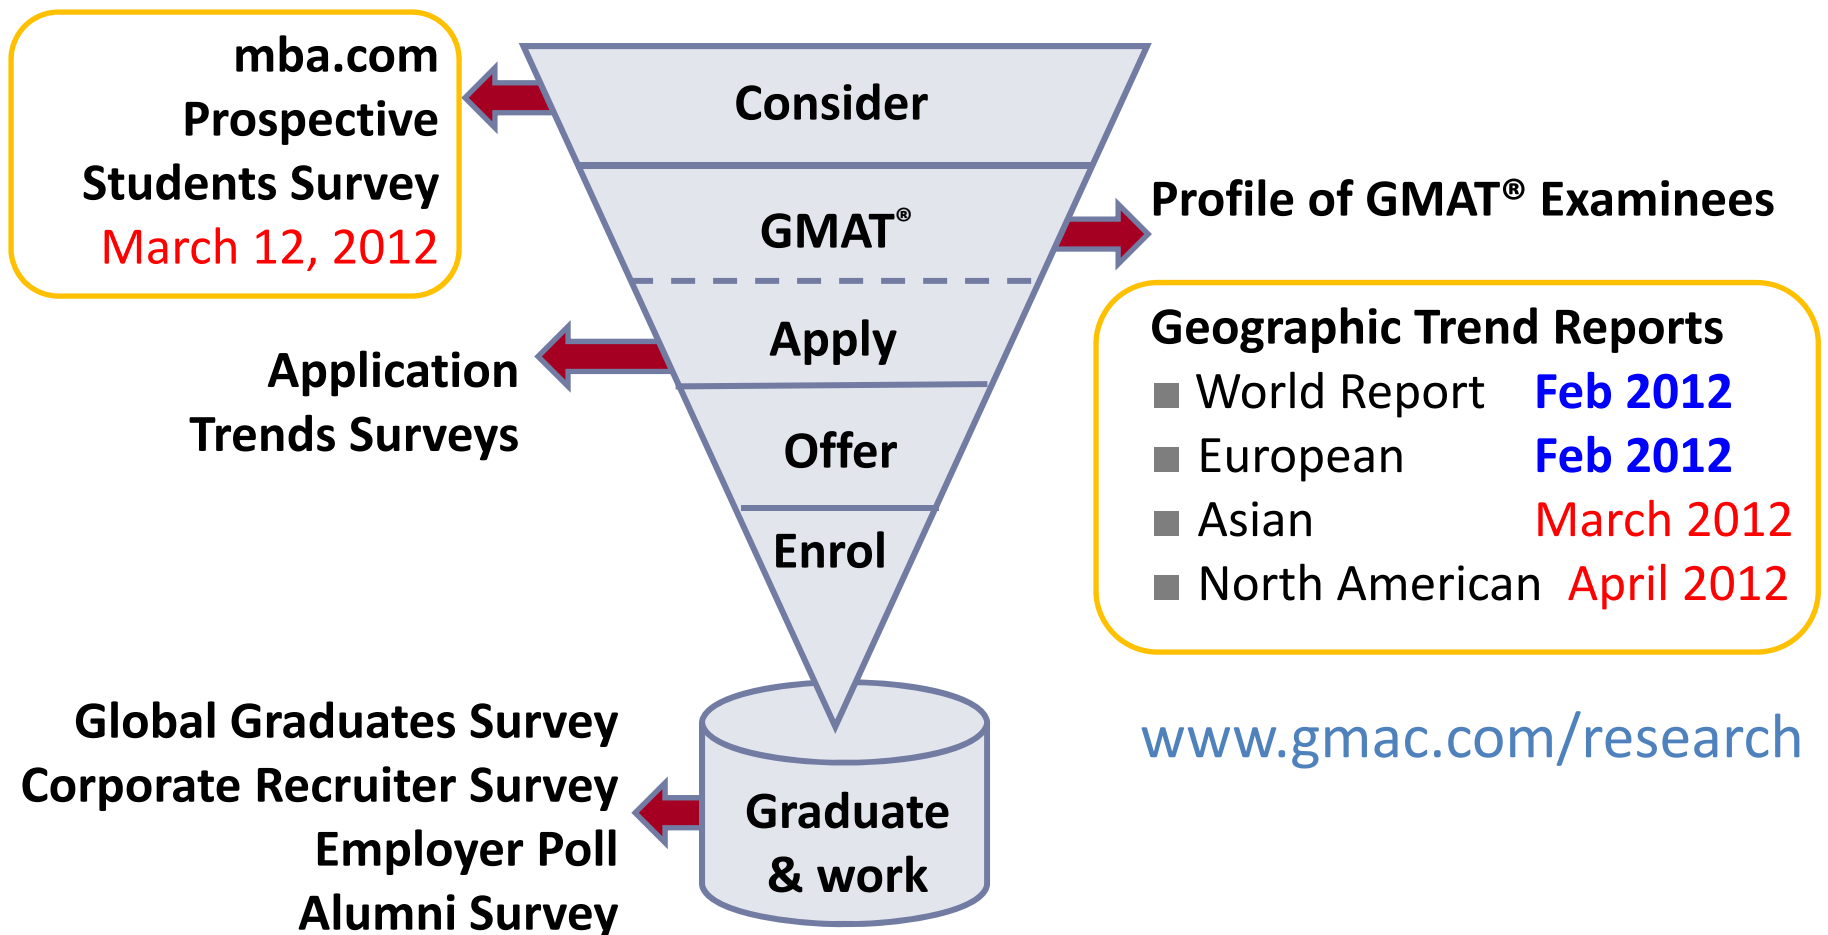 mba.com
Prospective
Students Survey
March 12, 2012
Consider
GMAT®
Profile of GMAT® Examinees
Apply
Application
Trends Surveys
Geographic Trend Reports
■ World Report Feb 2012
■ European Feb 2012
■ Asian March 2012
■ North American April 2012
Offer
Enrol
www.gmac.com/research
Global Graduates Survey
Corporate Recruiter Survey
Employer Poll
Alumni Survey
Graduate
& work